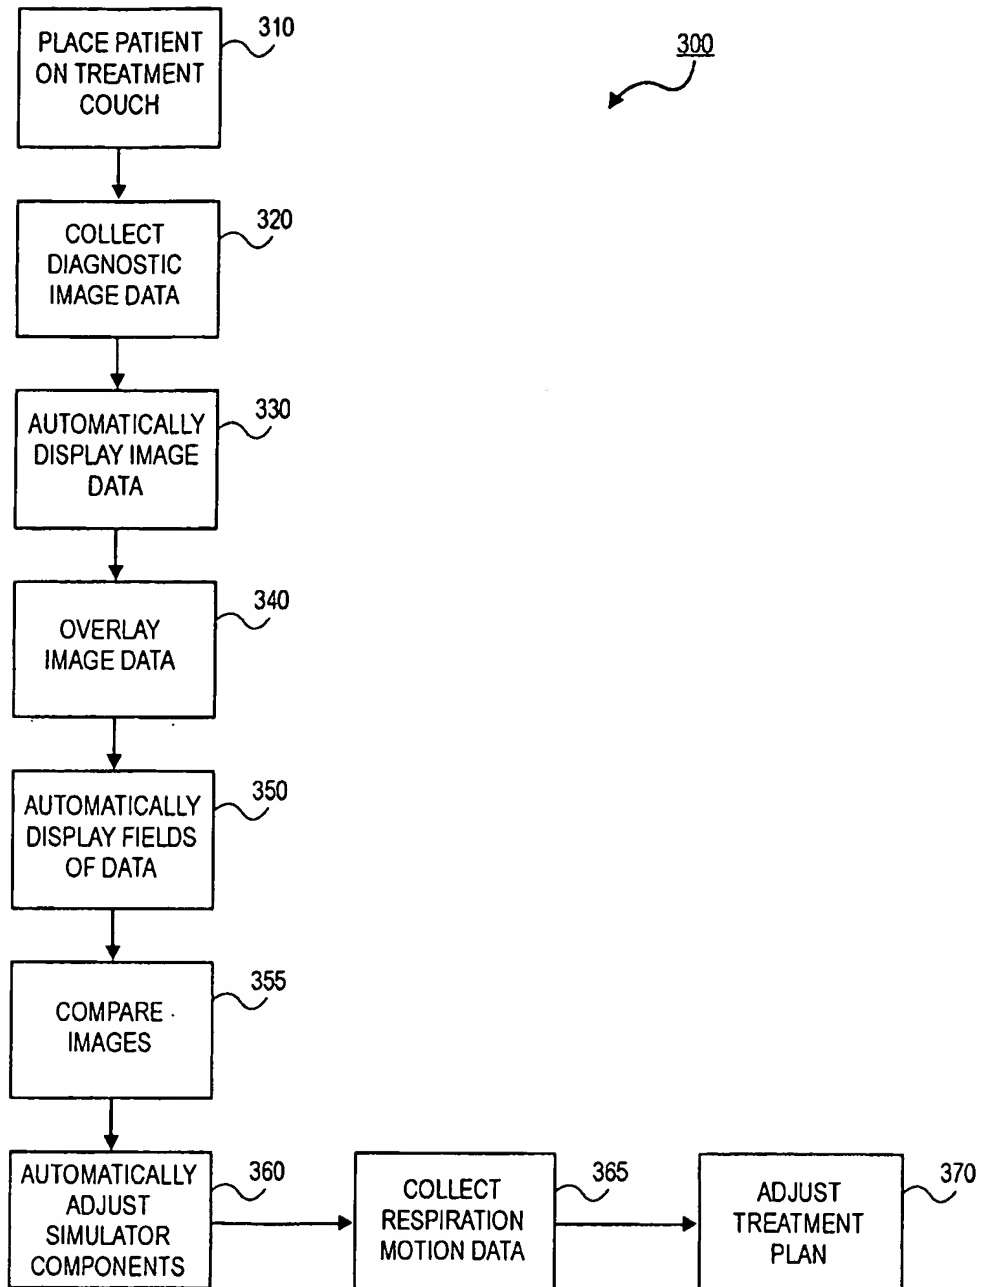 PLACE PATIENT
ON TREATMENT
COUCH
310
300
COLLECT
DIAGNOSTIC
IMAGE DATA
320
AUTOMATICALLY
DISPLAY IMAGE
DATA
330
OVERLAY
IMAGE DATA
340
AUTOMATICALLY
DISPLAY FIELDS
OF DATA
350
COMPARE
IMAGES
355
AUTOMATICALLY
ADJUST
SIMULATOR
COMPONENTS
360
COLLECT
RESPIRATION
MOTION DATA
365
ADJUST
TREATMENT
PLAN
370